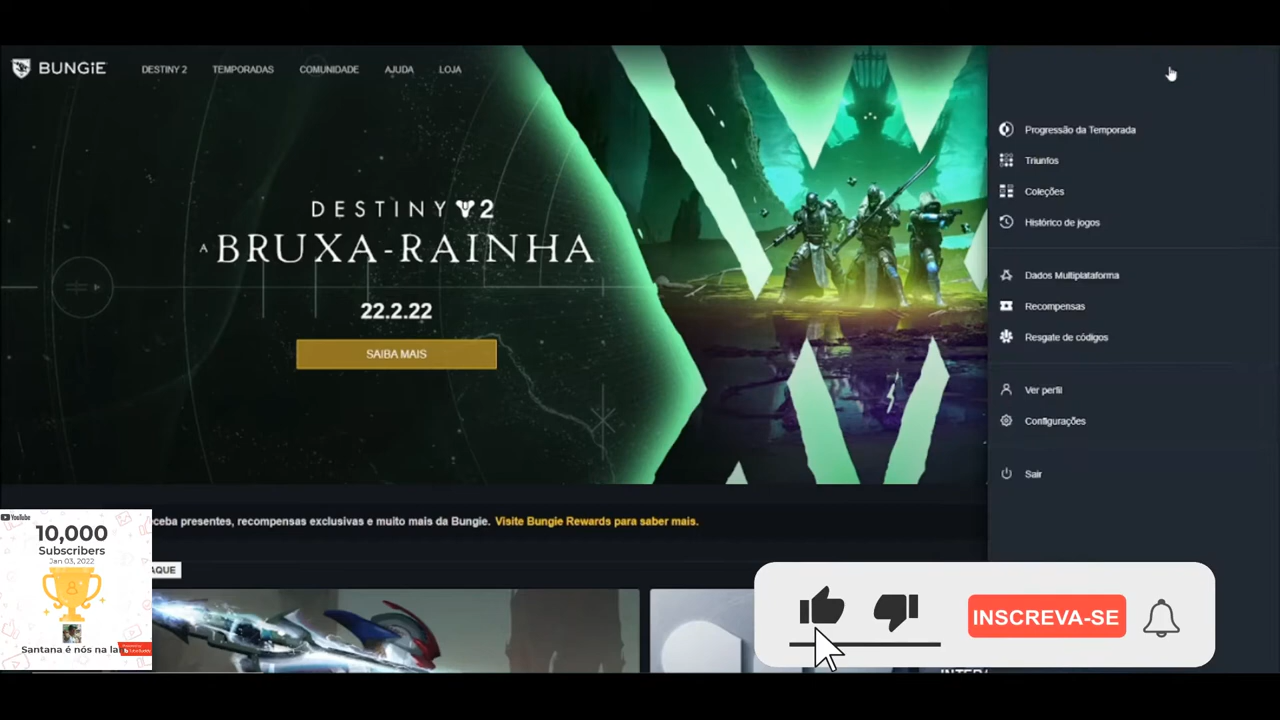 BUNGiE
DESTINY 2
TEMPORADAS
COMUNIDADE
AJUDA
LOJA
DESTINY 2
A BRUXA-RAINHA
22.2.22
SAIBA MAIS
Progressão da Temporada
Triunfos
Coleções
Histórico de jogos
Dados Multiplataforma
Recompensas
Resgate de códigos
Ver perfil
Configurações
Sair
ceba presentes, recompensas exclusivas e muito mais da Bungie. Visite Bungie Rewards para saber mais.
AQUE
YouTube
10,000
Subscribers
Jan 03, 2022
Santana é nós na la
INSCREVA-SE